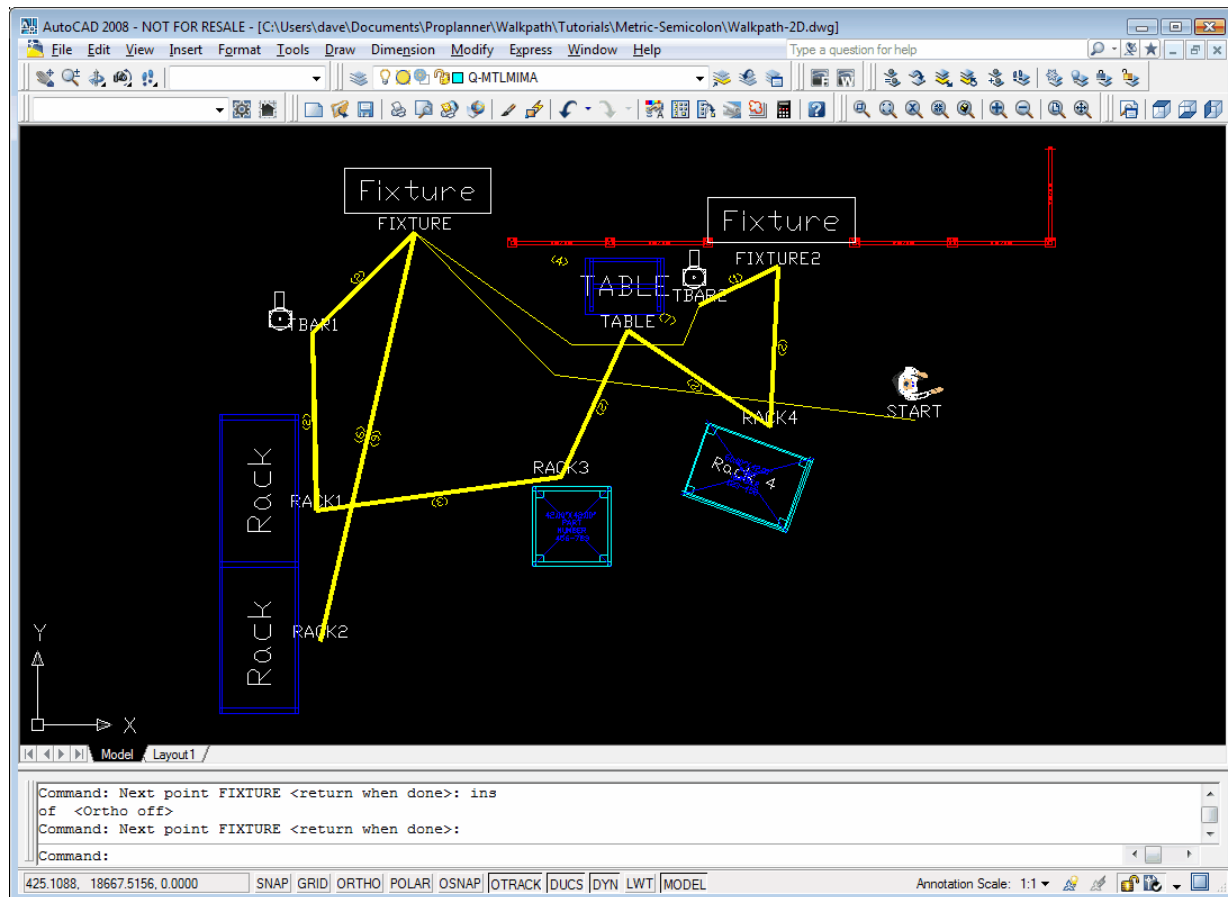 AutoCAD 2008 - NOT FOR RESALE - [C:\Users\dave\Documents\Proplanner\Walkpath\Tutorials\Metric-Semicolon\Walkpath-2D.dwg]
File Edit View Insert Format Tools Draw Dimension Modify Express Window Help Type a question for help
Q-MTLMIMA
Fixture
FIXTURE
Fixture
FIXTURE2
(4)
TABLE
TBAR2
TABLE
TBAR1
START
RACK4
Rack 4
RACK3
Rack
RACK1
Rack
RACK2
Y
X
Model Layout1
Command: Next point FIXTURE <return when done>: ins
of <Ortho off>
Command: Next point FIXTURE <return when done>:
Command:
425.1088, 18667.5156, 0.0000 SNAP GRID ORTHO POLAR OSNAP OTRACK DUCS DYN LWT MODEL Annotation Scale: 1:1